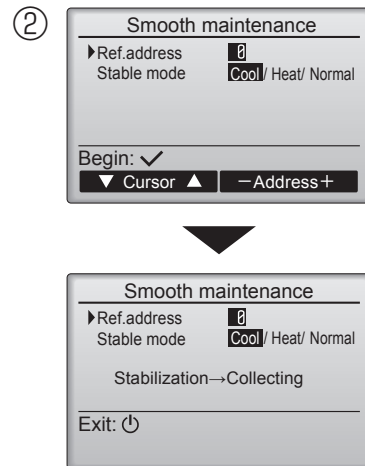 ②
Smooth maintenance
Ref.address 0
Stable mode Cool / Heat/ Normal
Begin: ✓
▼ Cursor ▲ －Address＋
Smooth maintenance
Ref.address 0
Stable mode Cool / Heat/ Normal
Stabilization→Collecting
Exit: